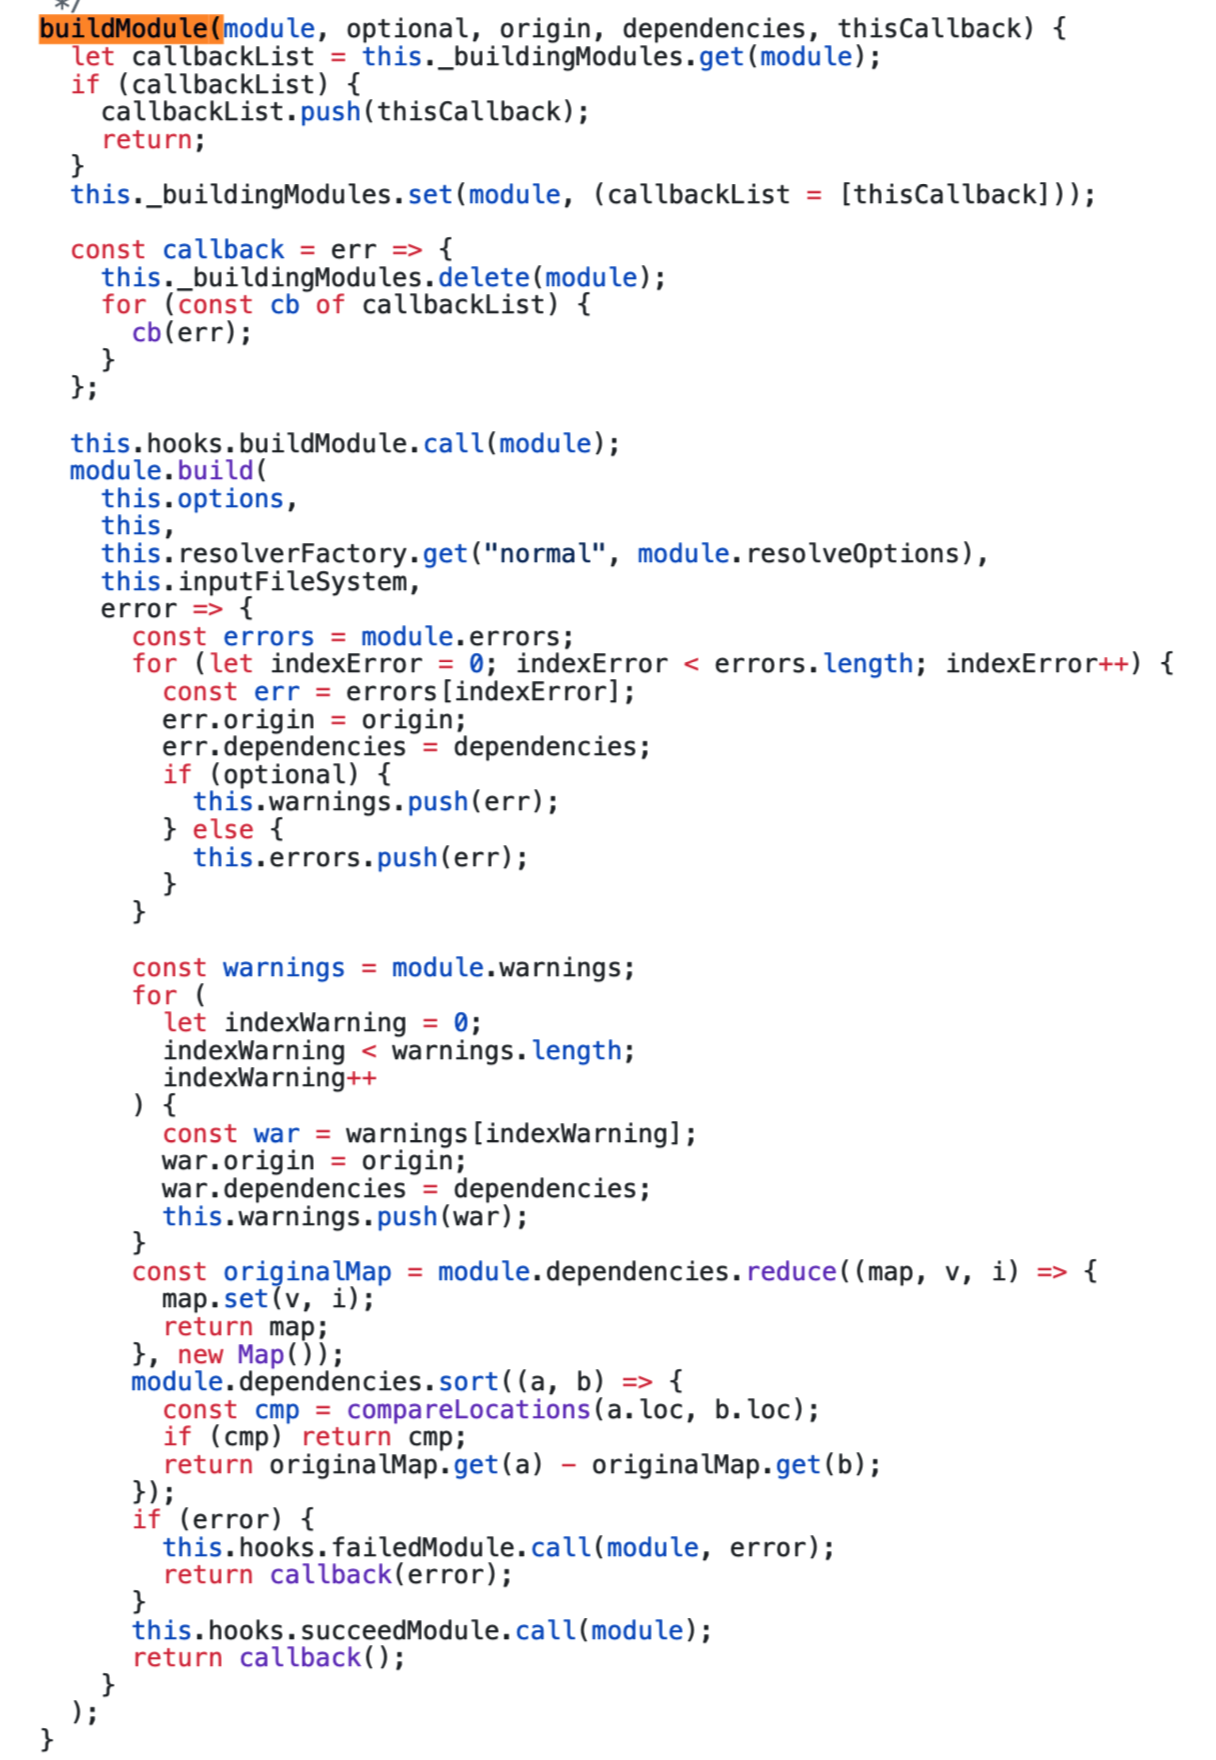 */
buildModule(module, optional, origin, dependencies, thisCallback) {
  let callbackList = this._buildingModules.get(module);
  if (callbackList) {
    callbackList.push(thisCallback);
    return;
  }
  this._buildingModules.set(module, (callbackList = [thisCallback]));

  const callback = err => {
    this._buildingModules.delete(module);
    for (const cb of callbackList) {
      cb(err);
    }
  };

  this.hooks.buildModule.call(module);
  module.build(
    this.options,
    this,
    this.resolverFactory.get("normal", module.resolveOptions),
    this.inputFileSystem,
    error => {
      const errors = module.errors;
      for (let indexError = 0; indexError < errors.length; indexError++) {
        const err = errors[indexError];
        err.origin = origin;
        err.dependencies = dependencies;
        if (optional) {
          this.warnings.push(err);
        } else {
          this.errors.push(err);
        }
      }

      const warnings = module.warnings;
      for (
        let indexWarning = 0;
        indexWarning < warnings.length;
        indexWarning++
      ) {
        const war = warnings[indexWarning];
        war.origin = origin;
        war.dependencies = dependencies;
        this.warnings.push(war);
      }
      const originalMap = module.dependencies.reduce((map, v, i) => {
        map.set(v, i);
        return map;
      }, new Map());
      module.dependencies.sort((a, b) => {
        const cmp = compareLocations(a.loc, b.loc);
        if (cmp) return cmp;
        return originalMap.get(a) - originalMap.get(b);
      });
      if (error) {
        this.hooks.failedModule.call(module, error);
        return callback(error);
      }
      this.hooks.succeedModule.call(module);
      return callback();
    }
  );
}